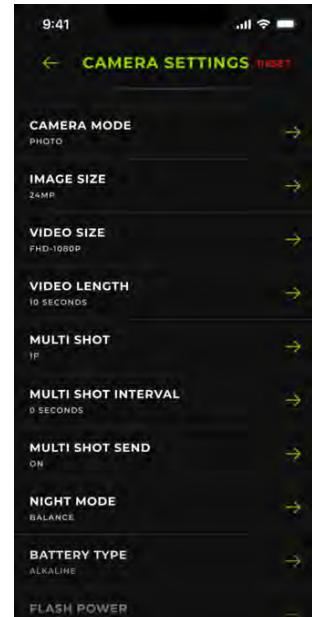 9:41
← CAMERA SETTINGS RESET
CAMERA MODE
PHOTO
IMAGE SIZE
24MP
VIDEO SIZE
FHD-1080P
VIDEO LENGTH
10 SECONDS
MULTI SHOT
1P
MULTI SHOT INTERVAL
0 SECONDS
MULTI SHOT SEND
ON
NIGHT MODE
BALANCE
BATTERY TYPE
ALKALINE
FLASH POWER